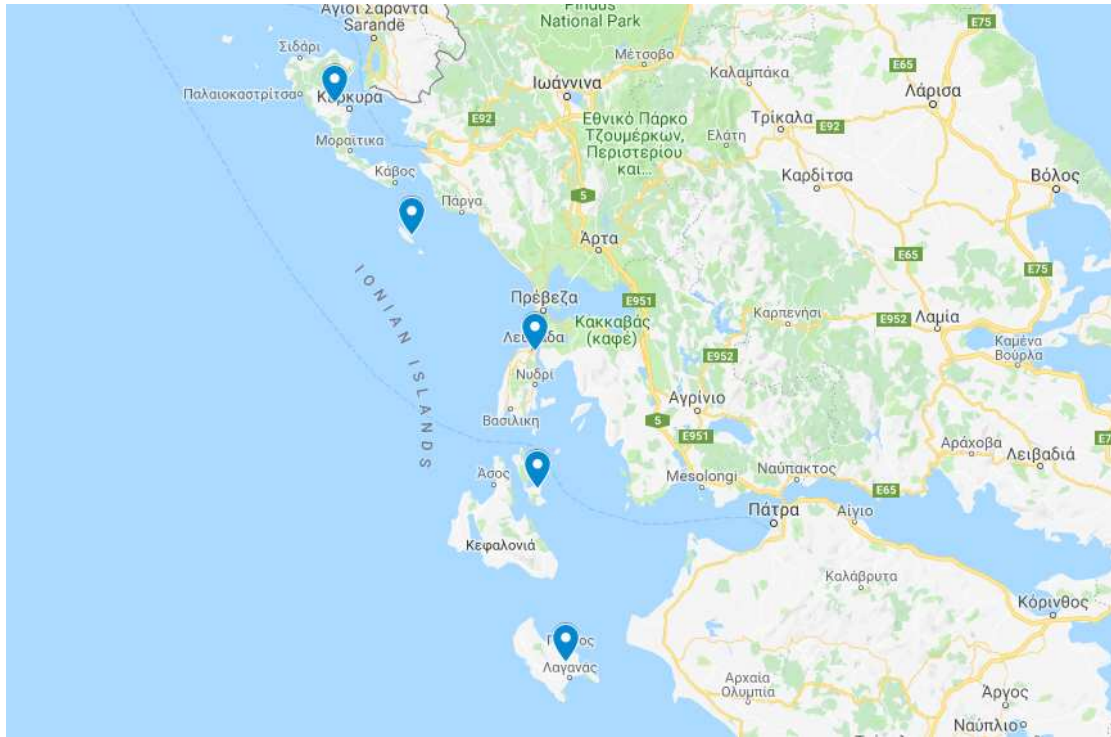 Άγιοι Σαράντα
Sarandë
Pindus
National Park
E75
Σιδάρι
Μέτσοβο
E65
Καλαμπάκα
Παλαιοκαστρίτσα
Κέρκυρα
Ιωάννινα
Λάρισα
E92
Εθνικό Πάρκο
Τζουμέρκων,
Περιστερίου
και...
Ελάτη
Τρίκαλα
E92
Μοραΐτικα
Κάβος
Καρδίτσα
Βόλος
5
Πάργα
Άρτα
E65
E75
IONIAN ISLANDS
Πρέβεζα
E951
Κακκαβάς
(καφέ)
Καρπενήσι
E952
Λαμία
Καμένα
Βούρλα
E952
Νυδρί
Βασιλικη
Αγρίνιο
5
E951
Αράχοβα
Λειβαδιά
Άσος
Mesolongi
Ναύπακτος
E65
Πάτρα
Αίγιο
Κεφαλονιά
Καλάβρυτα
Κόρινθος
Λαγανάς
Αρχαία
Ολυμπία
Άργος
Ναύπλιο